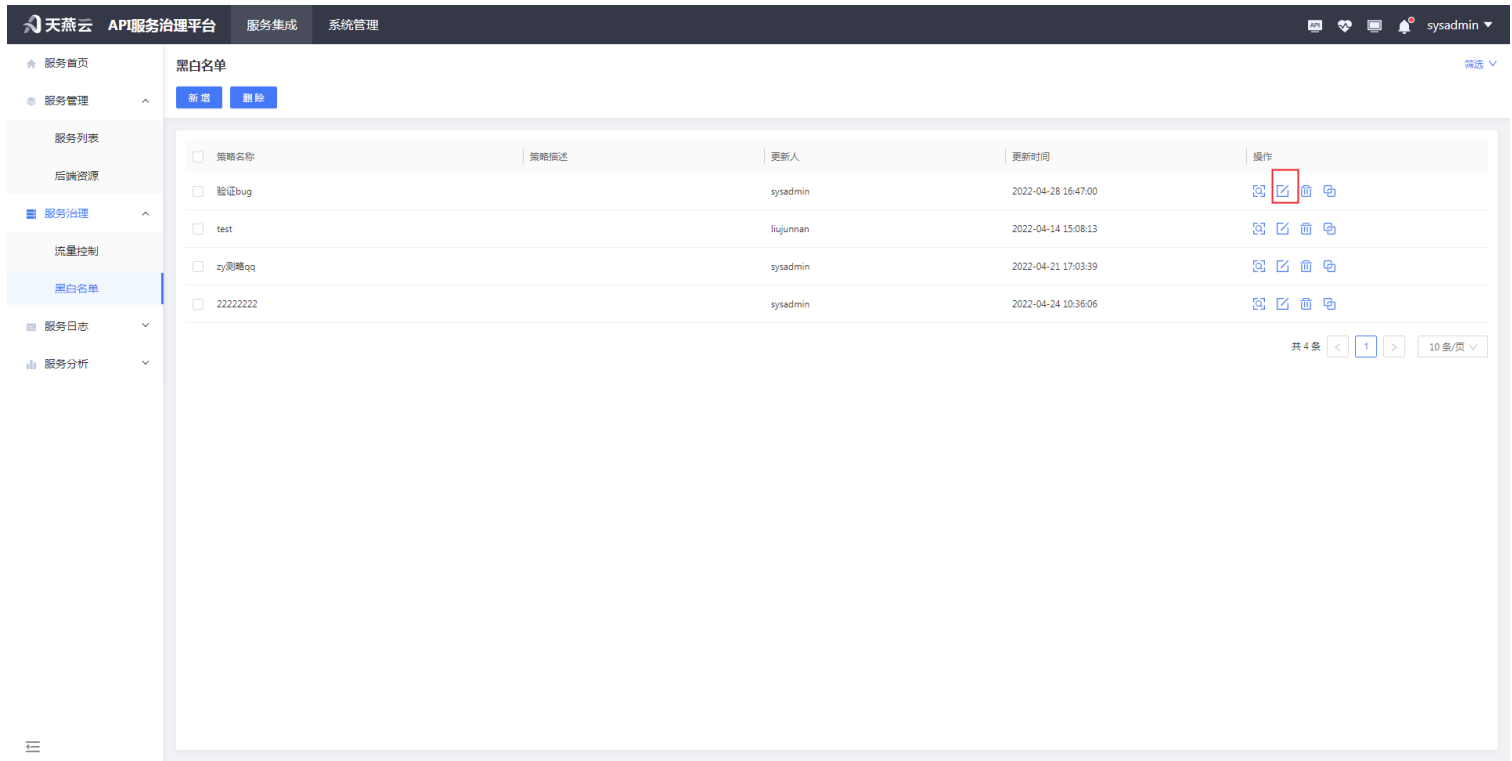 天燕云 API服务治理平台 服务集成 系统管理 API sysadmin
服务首页
服务管理
服务列表
后端资源
服务治理
流量控制
黑白名单
服务日志
服务分析
黑白名单 筛选
新增 删除
策略名称 策略描述 更新人 更新时间 操作
验证bug sysadmin 2022-04-28 16:47:00
test liujunnan 2022-04-14 15:08:13
zy测略qq sysadmin 2022-04-21 17:03:39
22222222 sysadmin 2022-04-24 10:36:06
共 4 条 < 1 > 10 条/页